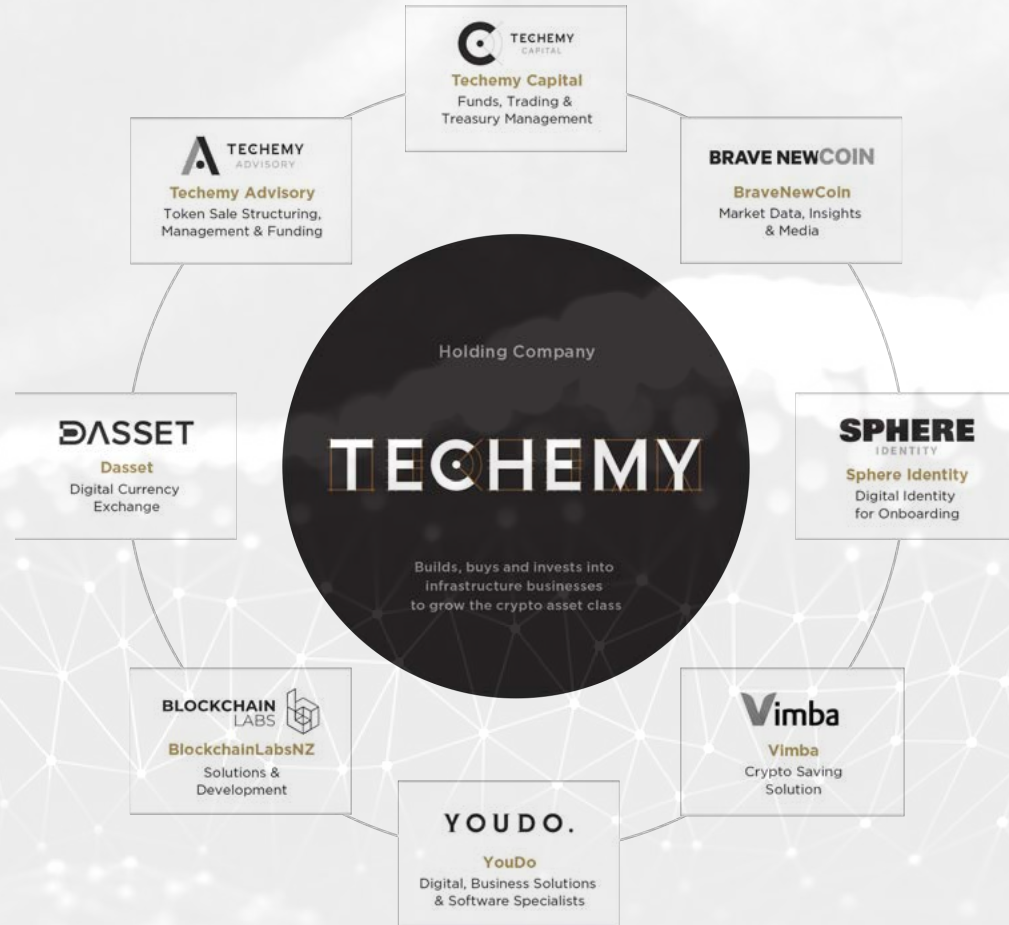 TECHEMY
CAPITAL
Techemy Capital
Funds, Trading &
Treasury Management
TECHEMY
ADVISORY
Techemy Advisory
Token Sale Structuring,
Management & Funding
BRAVE NEWCOIN
BraveNewCoin
Market Data, Insights
& Media
Holding Company
TECHEMY
Builds, buys and invests into
infrastructure businesses
to grow the crypto asset class
DASSET
Dasset
Digital Currency
Exchange
SPHERE
IDENTITY
Sphere Identity
Digital Identity
for Onboarding
BLOCKCHAIN
LABS
BlockchainLabsNZ
Solutions &
Development
Vimba
Vimba
Crypto Saving
Solution
YOUDO.
YouDo
Digital, Business Solutions
& Software Specialists